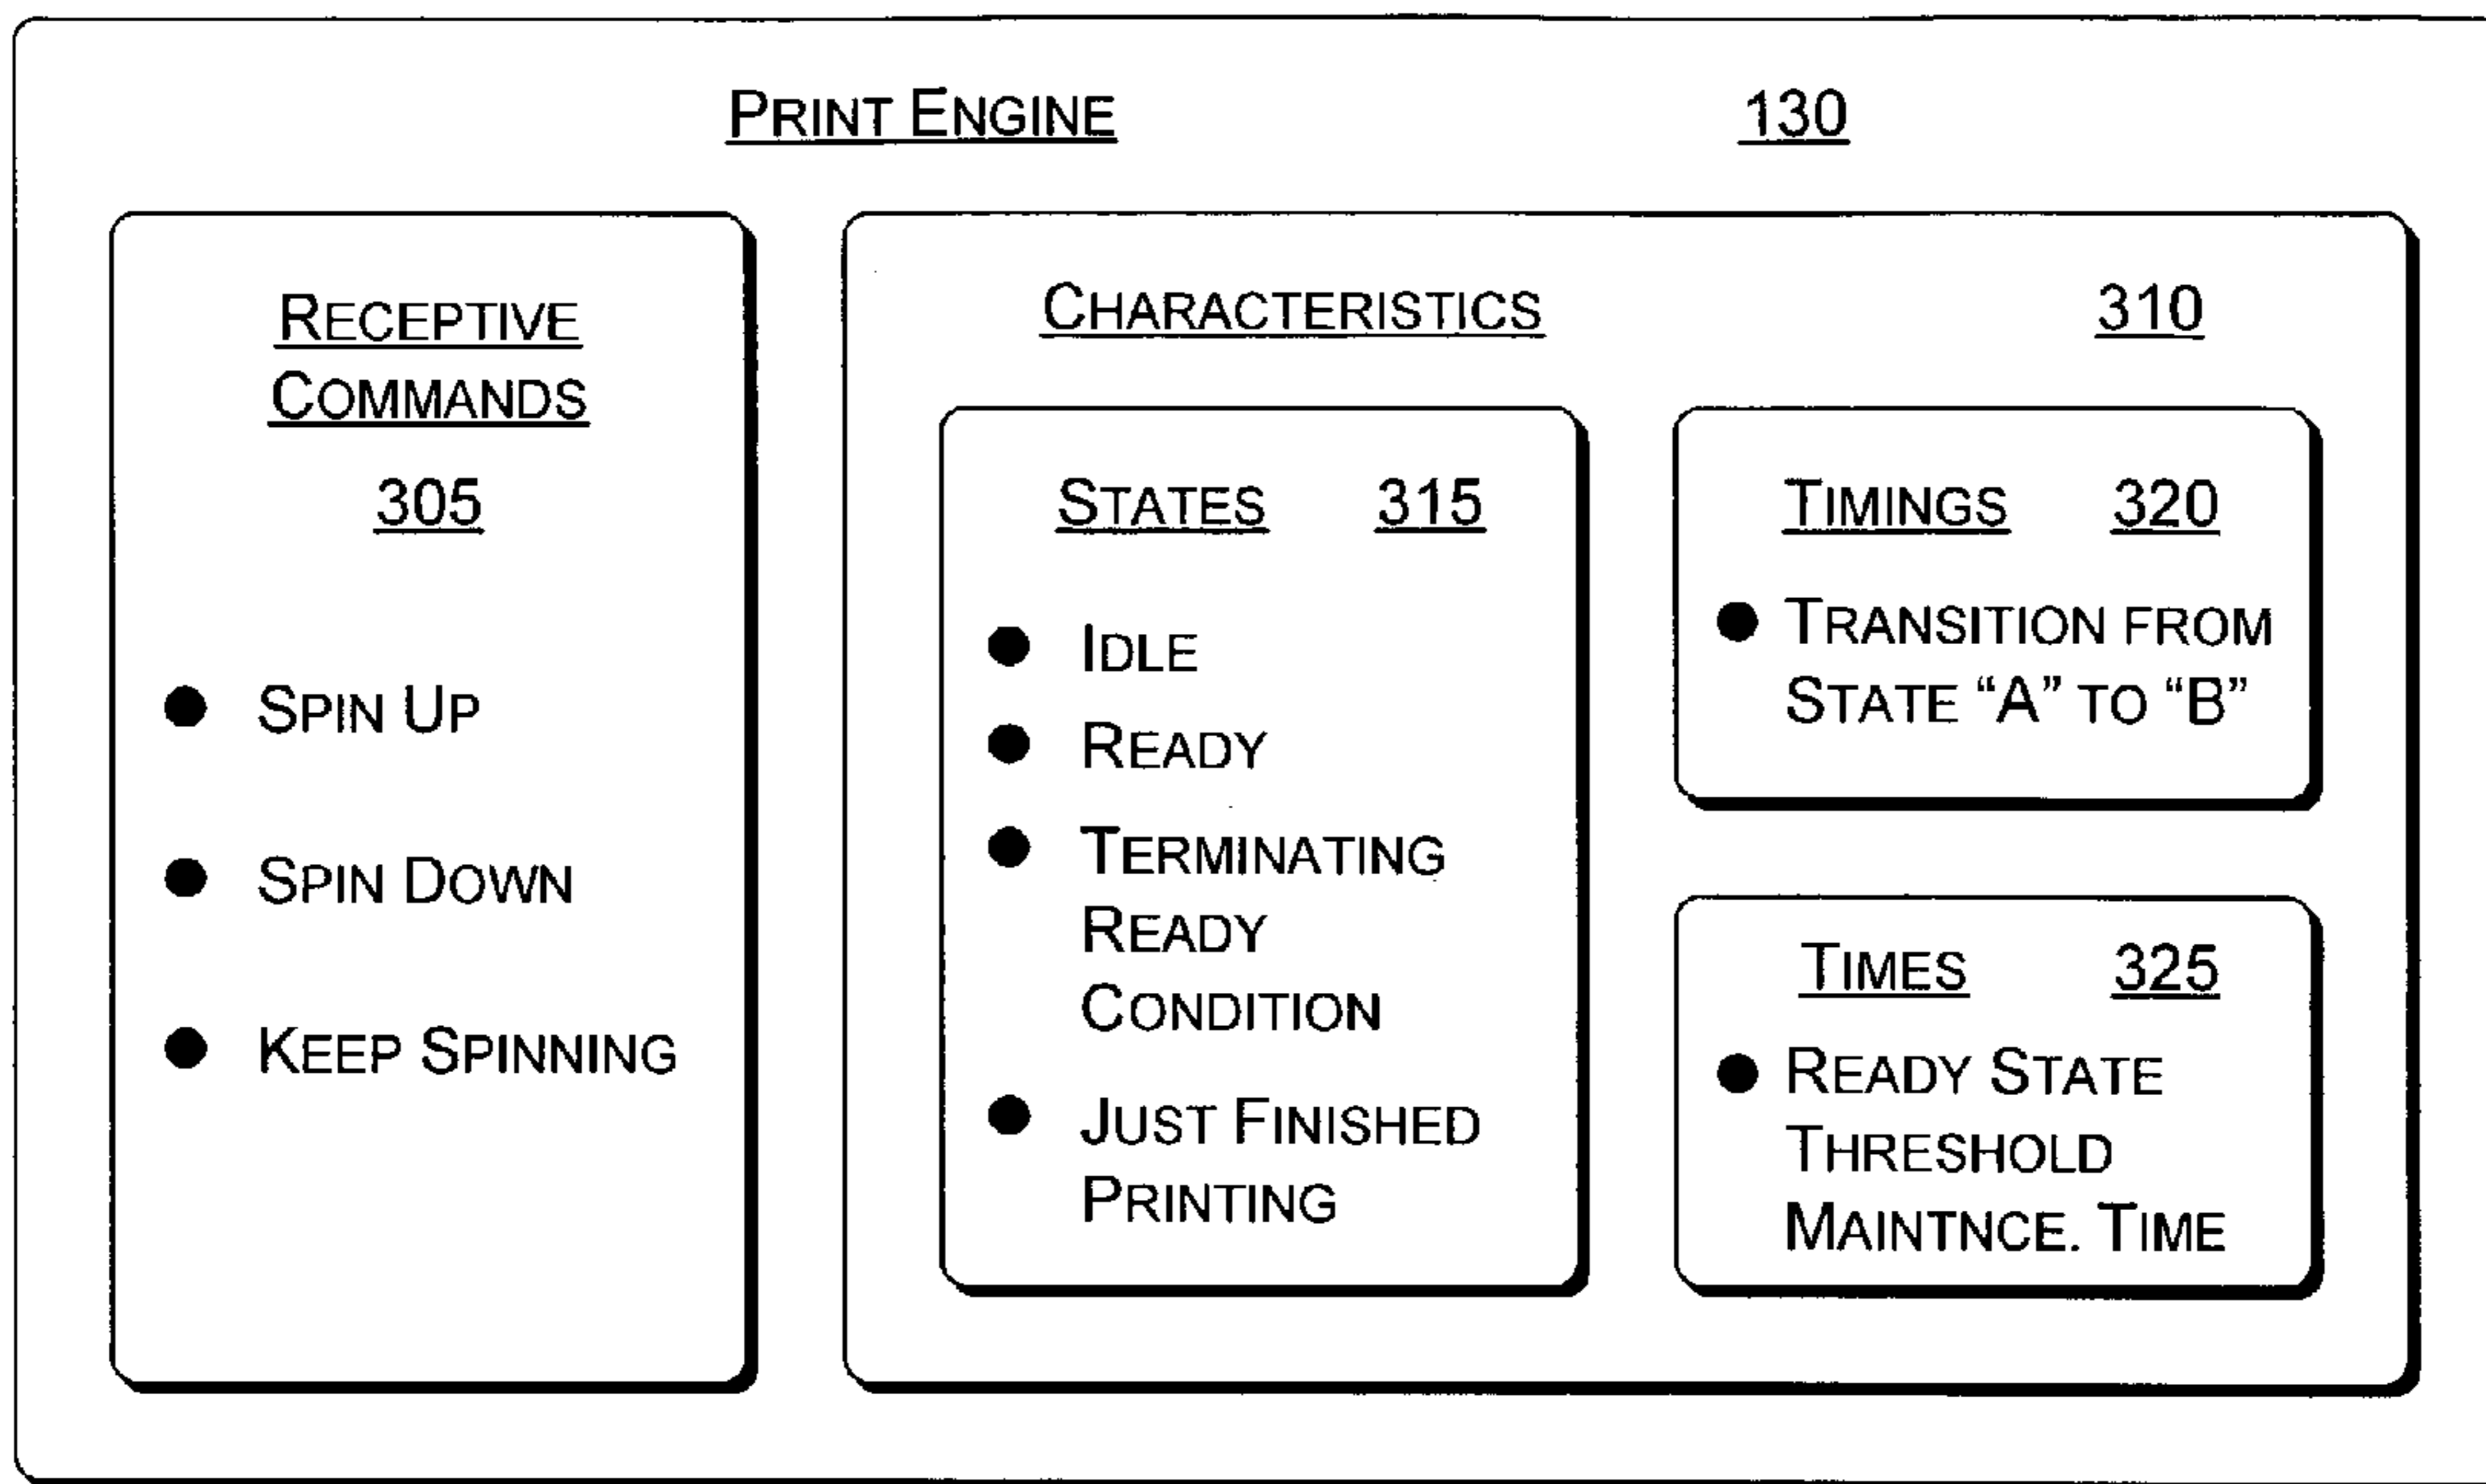 PRINT ENGINE 130
RECEPTIVE
COMMANDS
305
● SPIN UP
● SPIN DOWN
● KEEP SPINNING
CHARACTERISTICS 310
STATES 315
● IDLE
● READY
● TERMINATING
READY
CONDITION
● JUST FINISHED
PRINTING
TIMINGS 320
● TRANSITION FROM
STATE “A” TO “B”
TIMES 325
● READY STATE
THRESHOLD
MAINTNCE. TIME